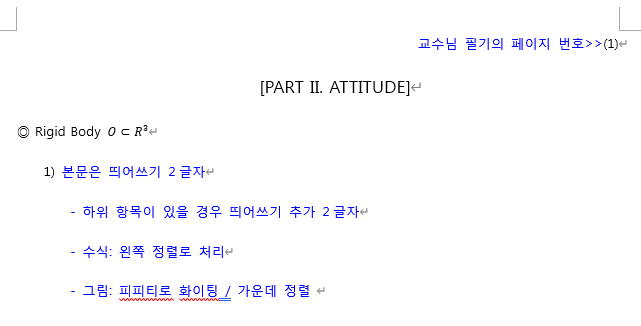 교수님 필기의 페이지 번호>>(1)
[PART II. ATTITUDE]
◎ Rigid Body O ⊂ R³
1) 본문은 띄어쓰기 2글자
- 하위 항목이 있을 경우 띄어쓰기 추가 2글자
- 수식: 왼쪽 정렬로 처리
- 그림: 피피티로 화이팅 / 가운데 정렬